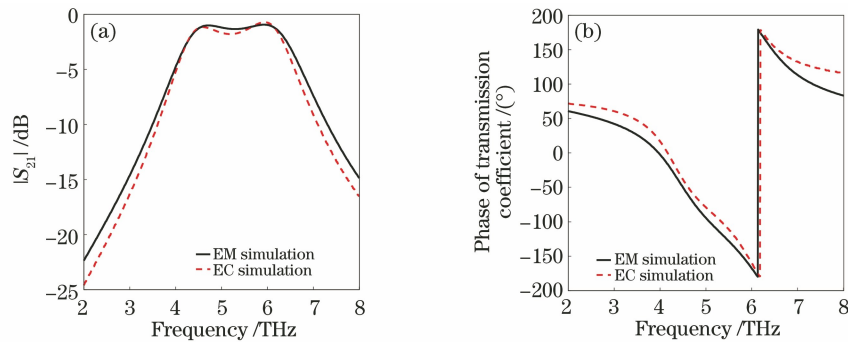 (a)
0
−5
−10
−15
−20
−25
|S21| /dB
EM simulation
EC simulation
2 3 4 5 6 7 8
Frequency /THz
(b)
200
150
100
50
0
−50
−100
−150
−200
Phase of transmission
coefficient /(°)
EM simulation
EC simulation
2 3 4 5 6 7 8
Frequency /THz